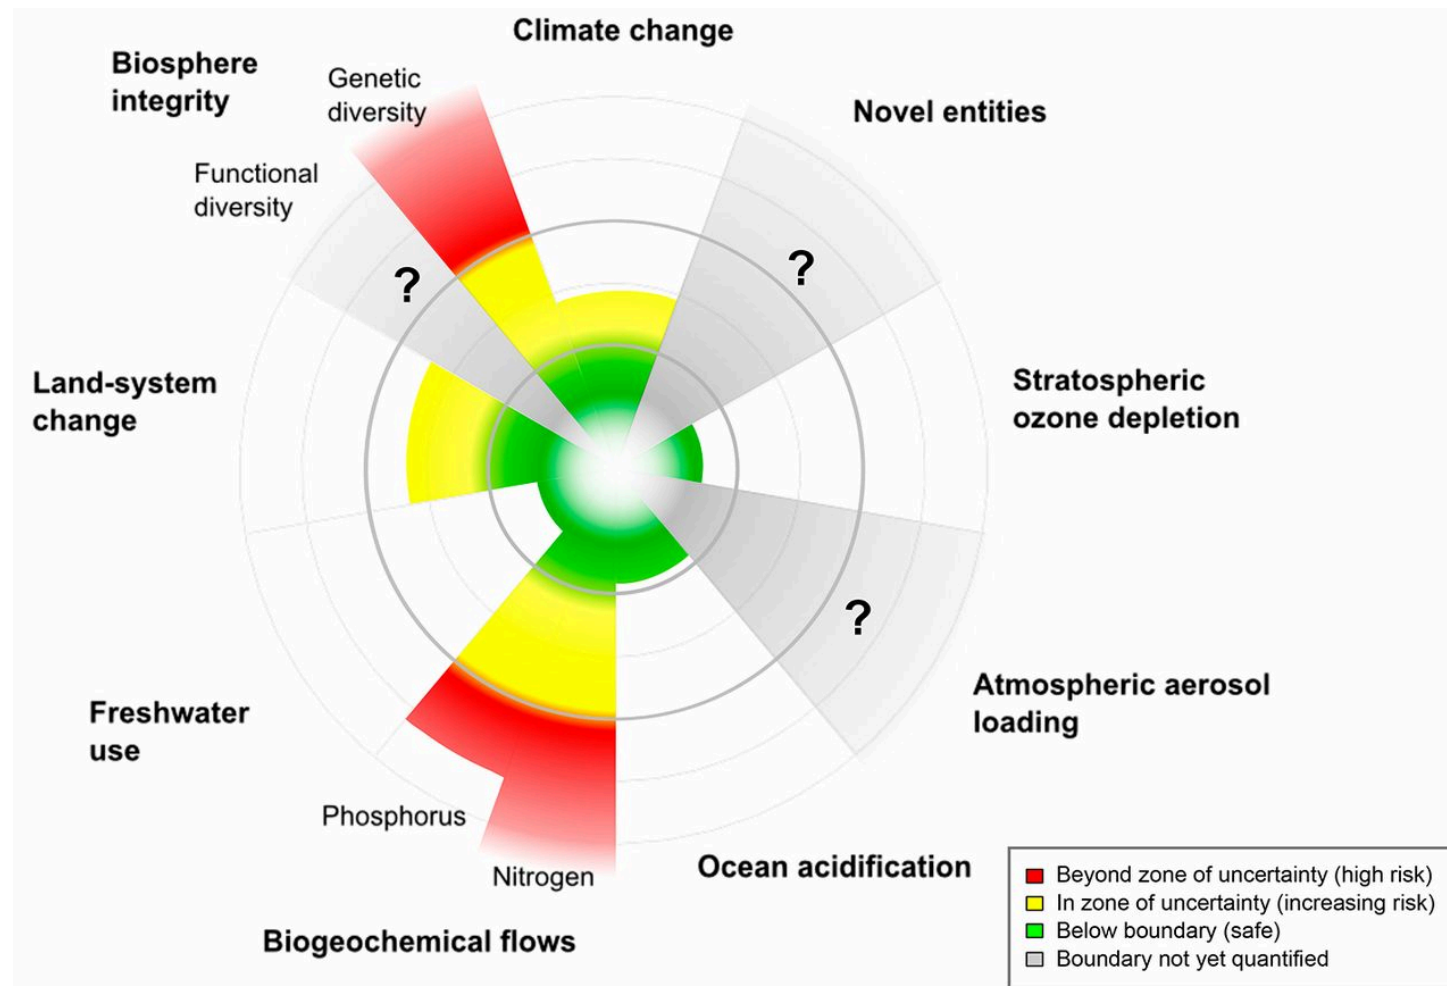 Climate change
Biosphere
integrity
Genetic
diversity
Novel entities
Functional
diversity
?
?
Land-system
change
Stratospheric
ozone depletion
?
Freshwater
use
Atmospheric aerosol
loading
Phosphorus
Nitrogen
Ocean acidification
Biogeochemical flows
Beyond zone of uncertainty (high risk)
In zone of uncertainty (increasing risk)
Below boundary (safe)
Boundary not yet quantified